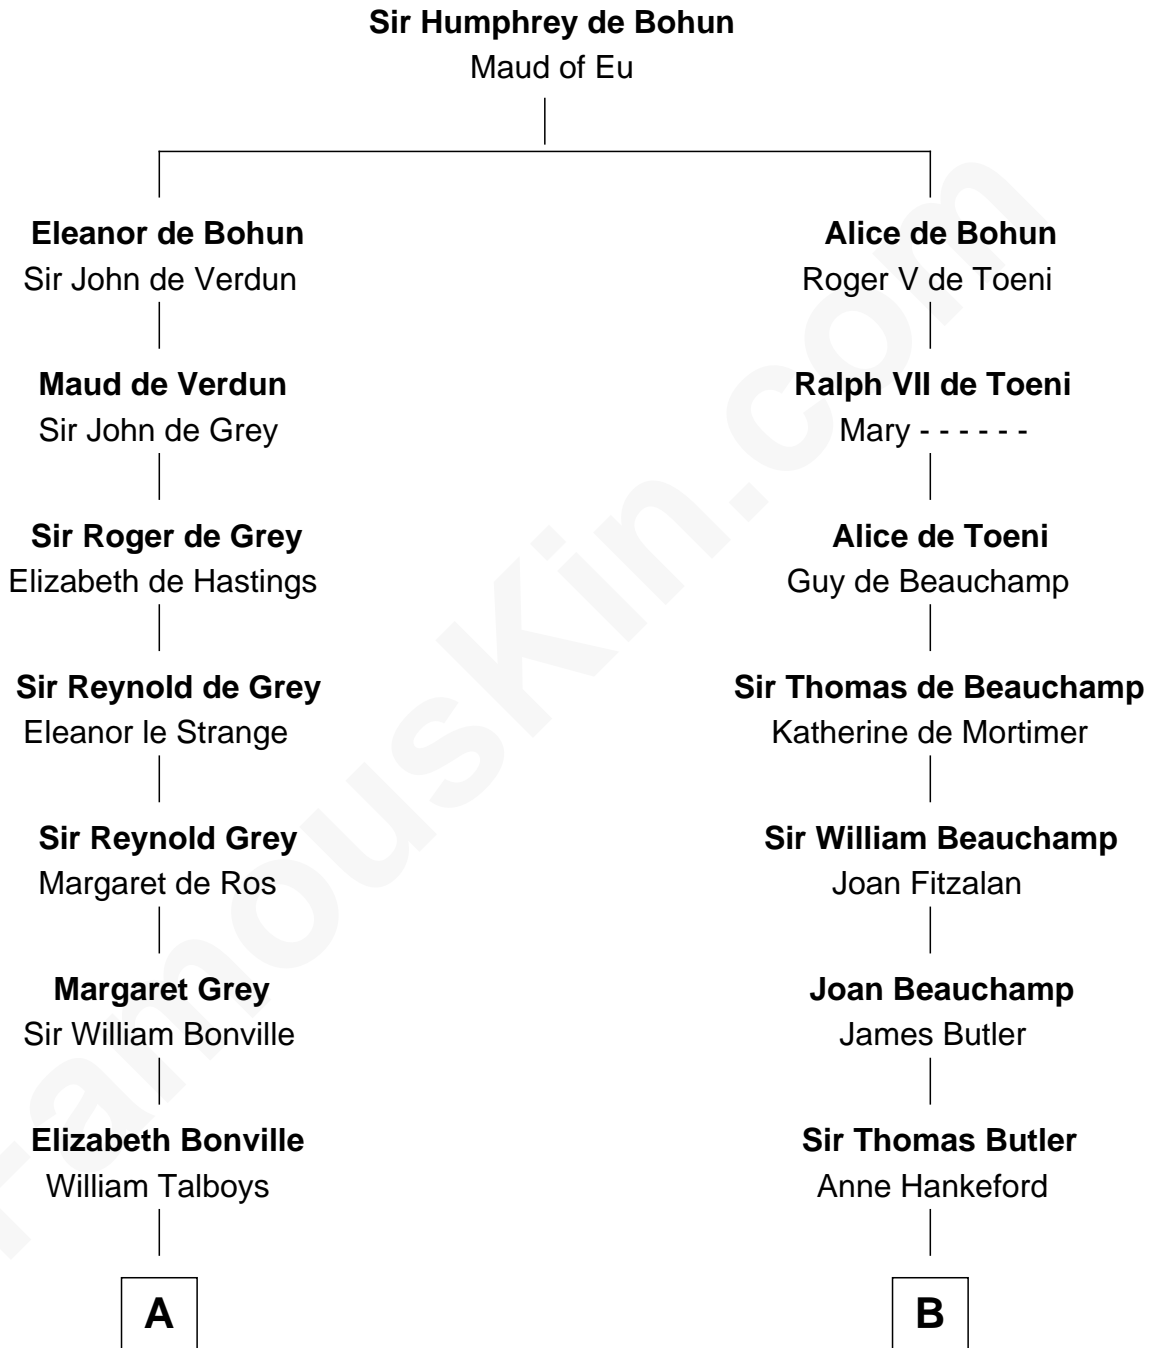 Sir Humphrey de Bohun
Maud of Eu
Eleanor de Bohun
Sir John de Verdun
Alice de Bohun
Roger V de Toeni
Maud de Verdun
Sir John de Grey
Ralph VII de Toeni
Mary - - - - - -
Sir Roger de Grey
Elizabeth de Hastings
Alice de Toeni
Guy de Beauchamp
Sir Reynold de Grey
Eleanor le Strange
Sir Thomas de Beauchamp
Katherine de Mortimer
Sir Reynold Grey
Margaret de Ros
Sir William Beauchamp
Joan Fitzalan
Margaret Grey
Sir William Bonville
Joan Beauchamp
James Butler
Elizabeth Bonville
William Talboys
Sir Thomas Butler
Anne Hankeford
A
B
FamousKin.com